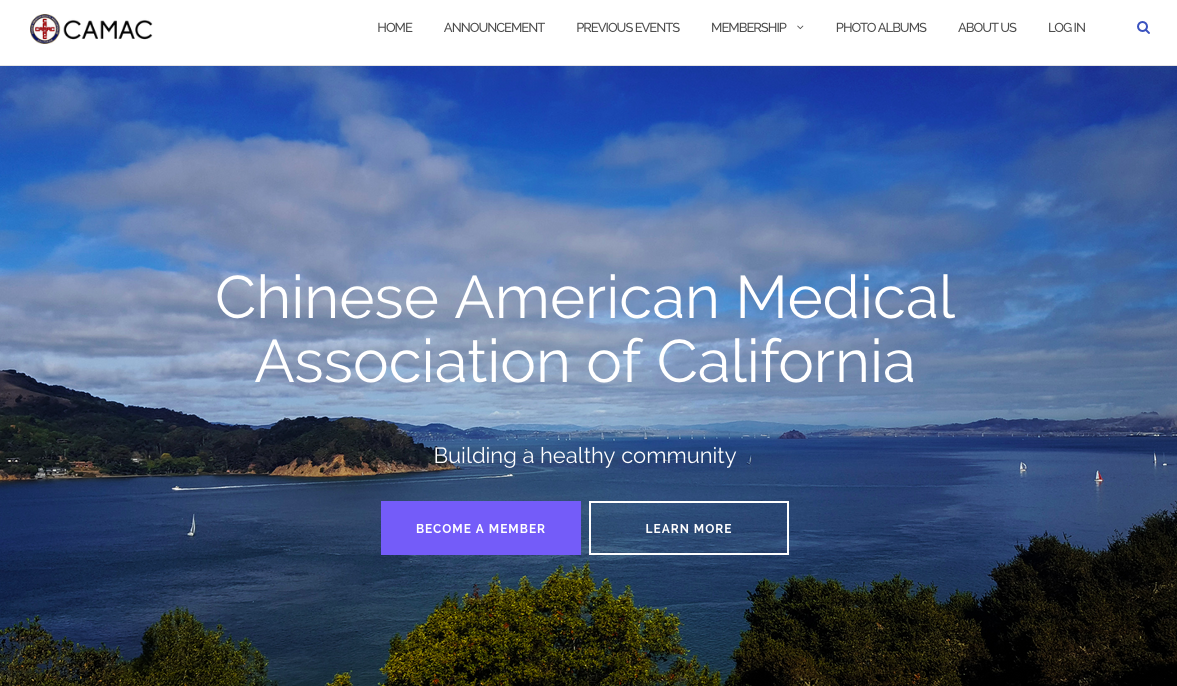 CAMAC
HOME ANNOUNCEMENT PREVIOUS EVENTS MEMBERSHIP PHOTO ALBUMS ABOUT US LOG IN
Chinese American Medical
Association of California
Building a healthy community
BECOME A MEMBER LEARN MORE